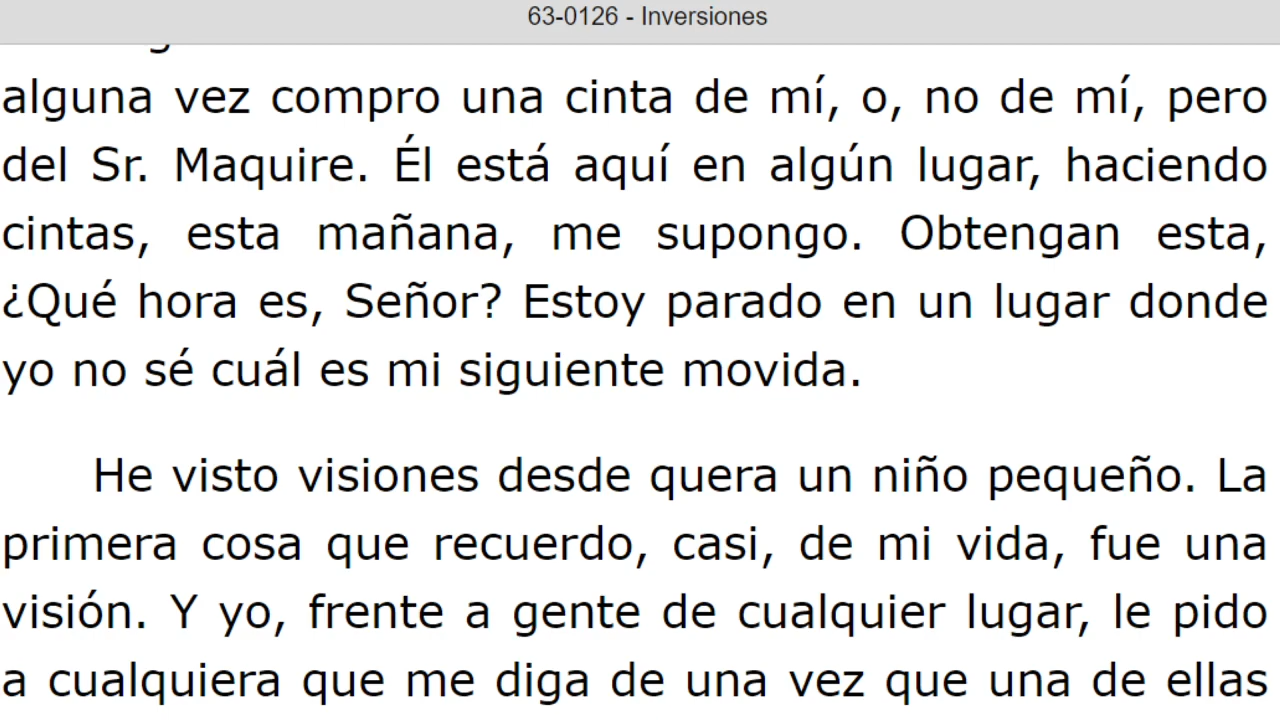 63-0126 - Inversiones
alguna vez compro una cinta de mí, o, no de mí, pero
del Sr. Maquire. Él está aquí en algún lugar, haciendo
cintas, esta mañana, me supongo. Obtengan esta,
¿Qué hora es, Señor? Estoy parado en un lugar donde
yo no sé cuál es mi siguiente movida.
He visto visiones desde quera un niño pequeño. La
primera cosa que recuerdo, casi, de mi vida, fue una
visión. Y yo, frente a gente de cualquier lugar, le pido
a cualquiera que me diga de una vez que una de ellas